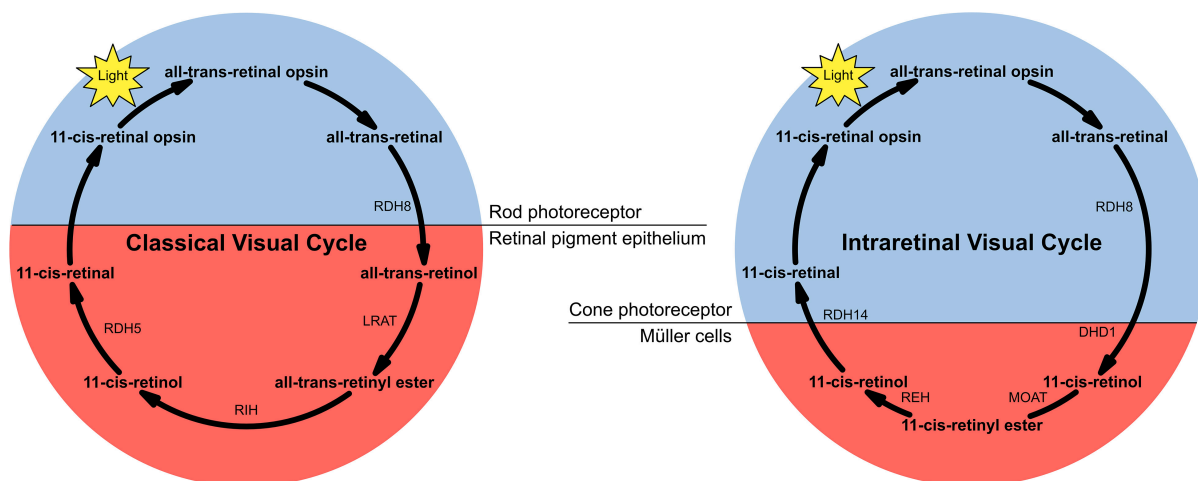 Light
all-trans-retinal opsin
11-cis-retinal opsin
all-trans-retinal
RDH8
Rod photoreceptor
Classical Visual Cycle
Retinal pigment epithelium
11-cis-retinal
all-trans-retinol
LRAT
RDH5
11-cis-retinol
all-trans-retinyl ester
RIH
Light
all-trans-retinal opsin
11-cis-retinal opsin
all-trans-retinal
RDH8
Intraretinal Visual Cycle
11-cis-retinal
Cone photoreceptor
RDH14
Müller cells
DHD1
11-cis-retinol
11-cis-retinol
REH
MOAT
11-cis-retinyl ester